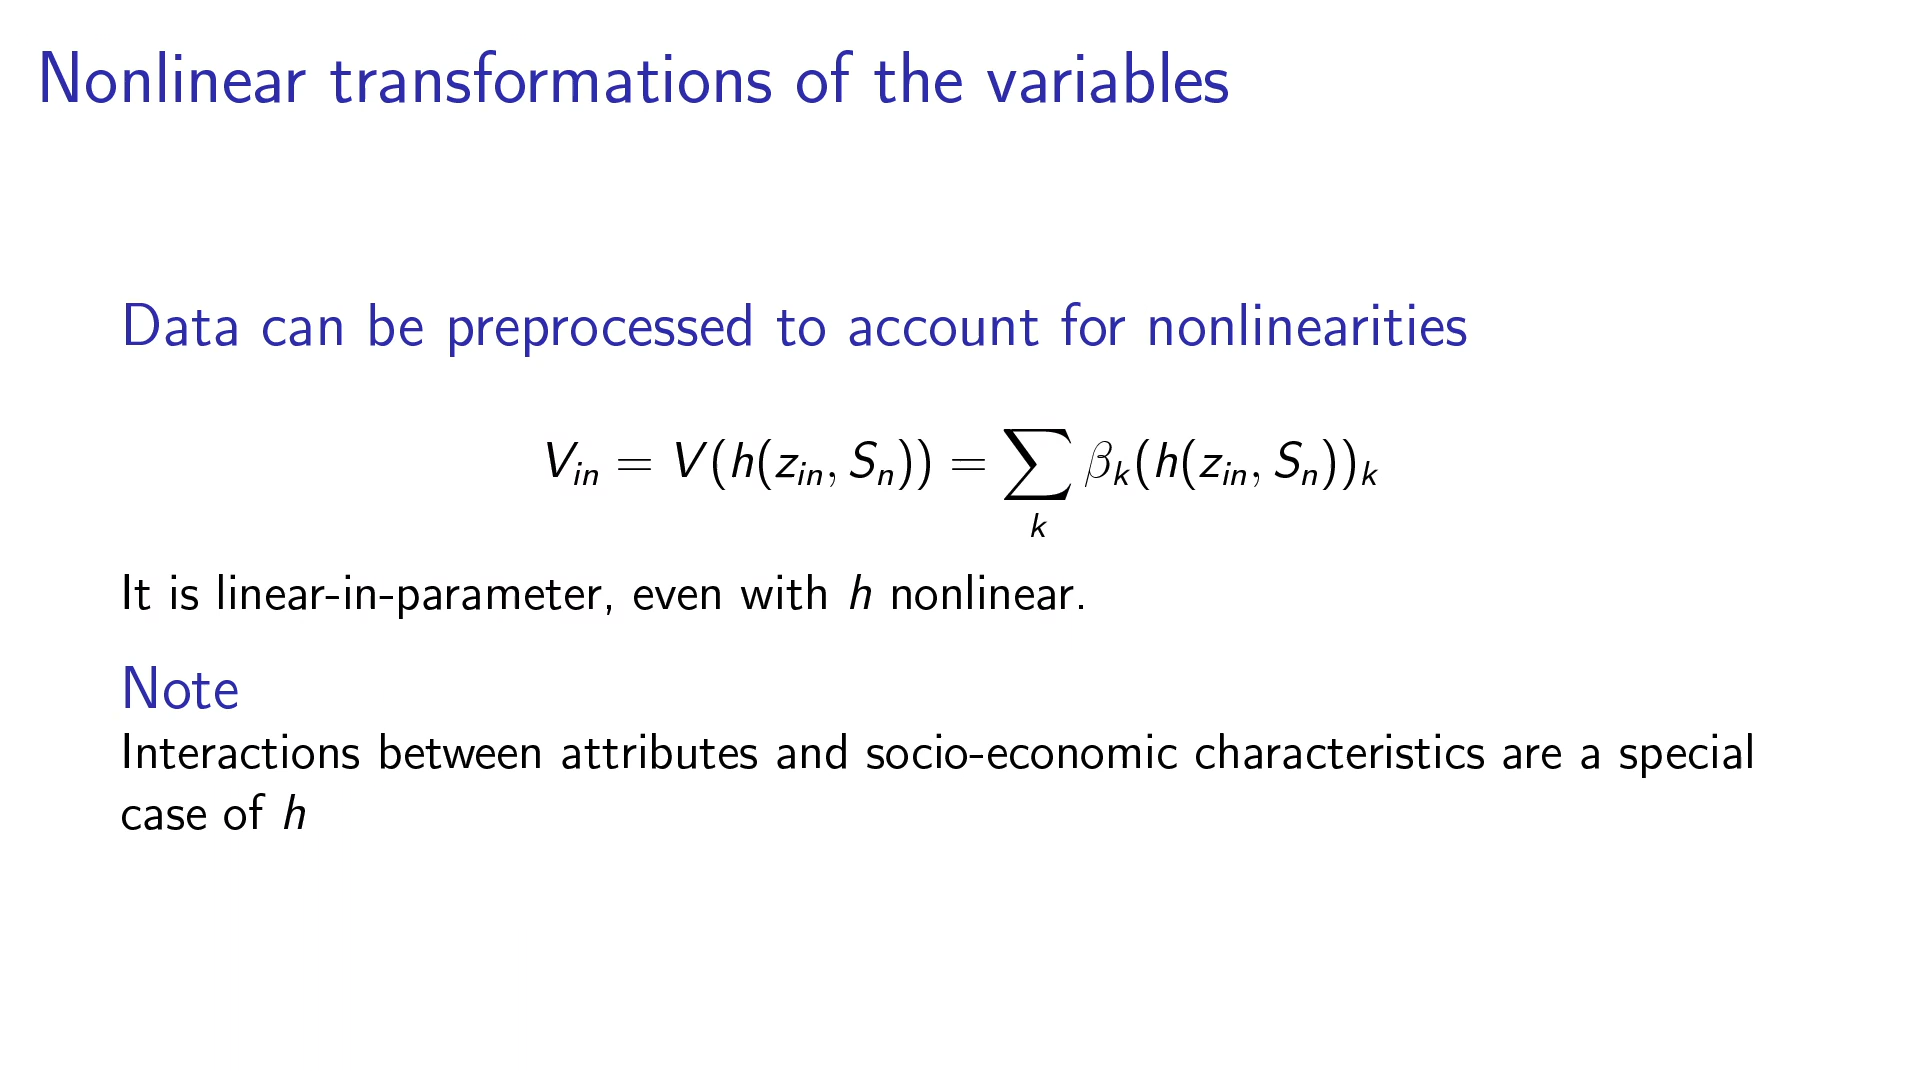 Nonlinear transformations of the variables
Data can be preprocessed to account for nonlinearities
$V_{in} = V(h(z_{in}, S_n)) = \sum_k \beta_k (h(z_{in}, S_n))_k$
It is linear-in-parameter, even with h nonlinear.
Note
Interactions between attributes and socio-economic characteristics are a special
case of h